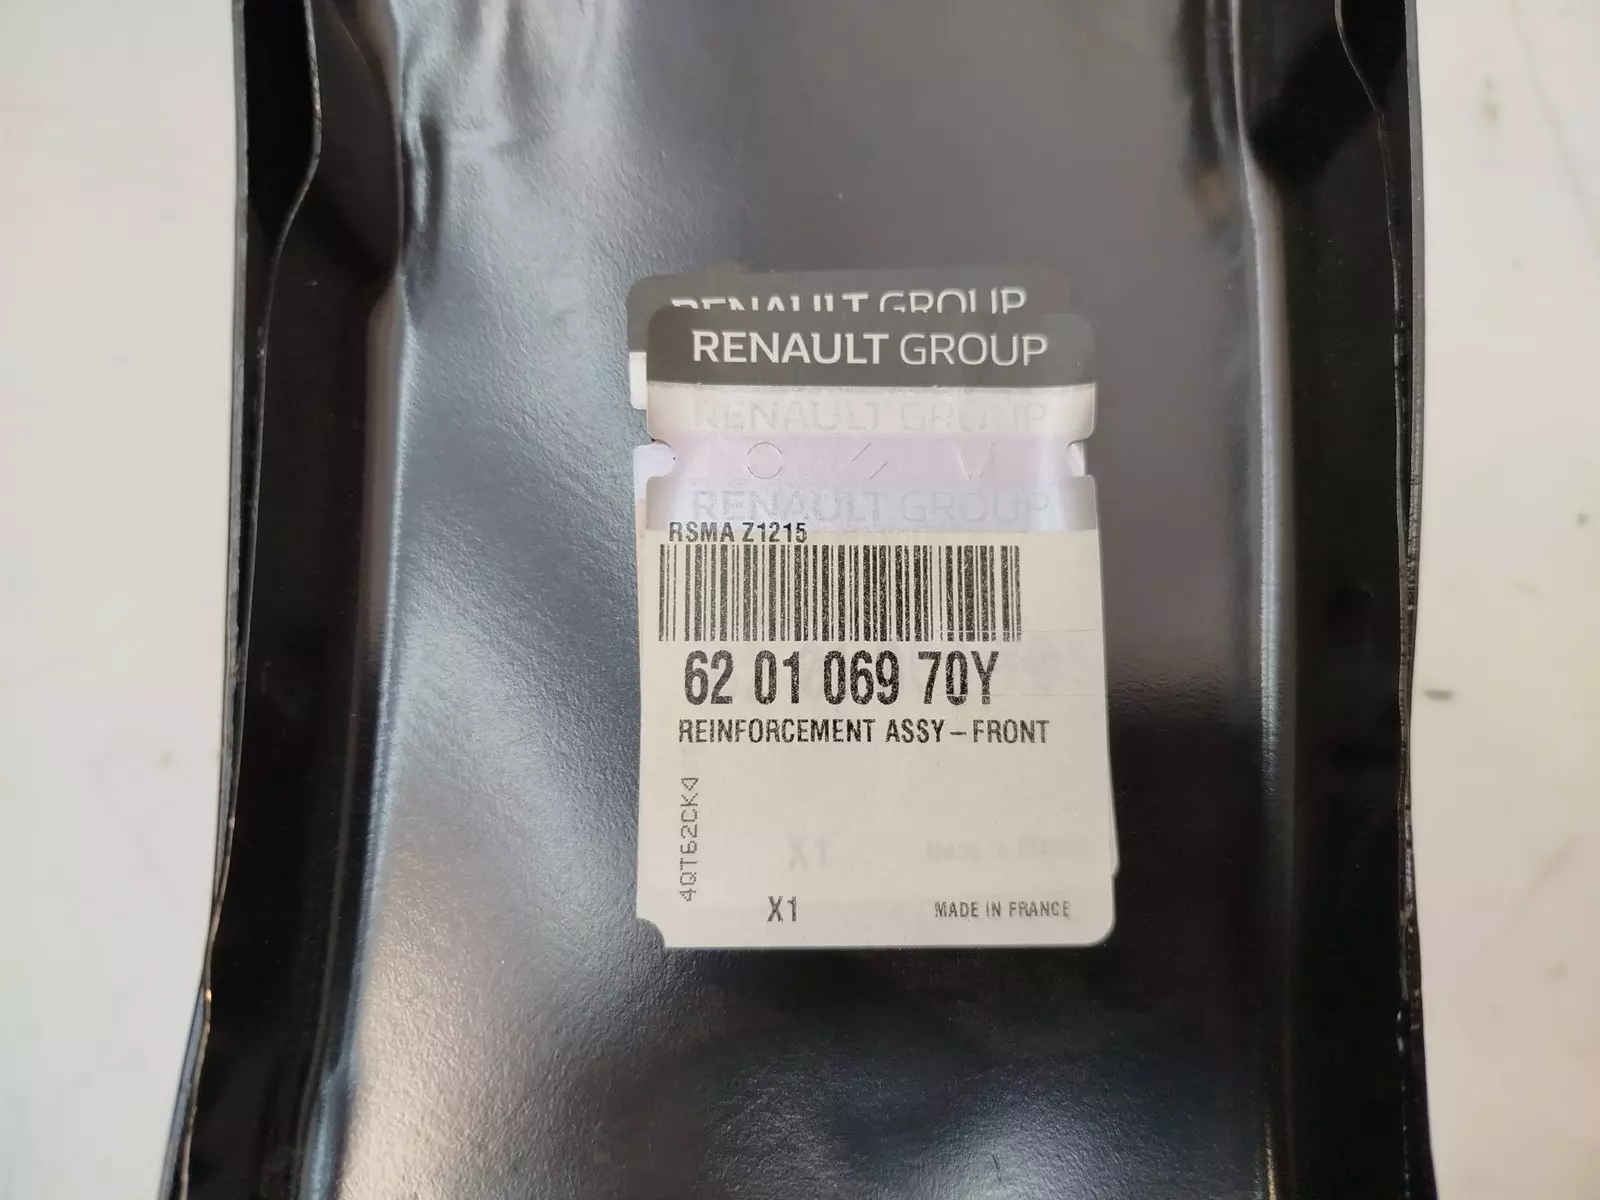 RENAULT GROUP
RENAULT GROUP
RENAULT GROUP
RENAULT GROUP
RSMA Z1215
62 01 069 70Y
REINFORCEMENT ASSY – FRONT
4QT62CK
X1
X1 MADE IN FRANCE